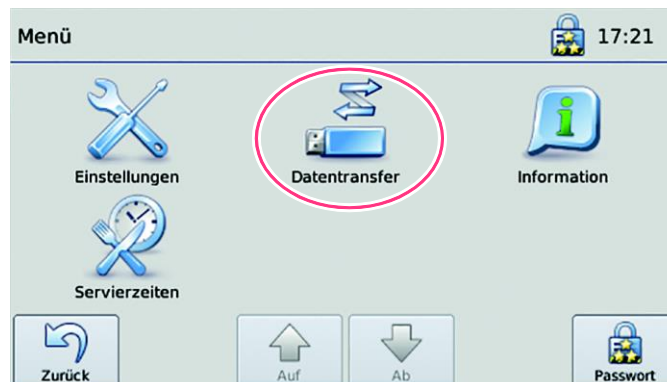 Menü
17:21
Einstellungen
Datentransfer
Information
Servierzeiten
Zurück
Auf
Ab
Passwort